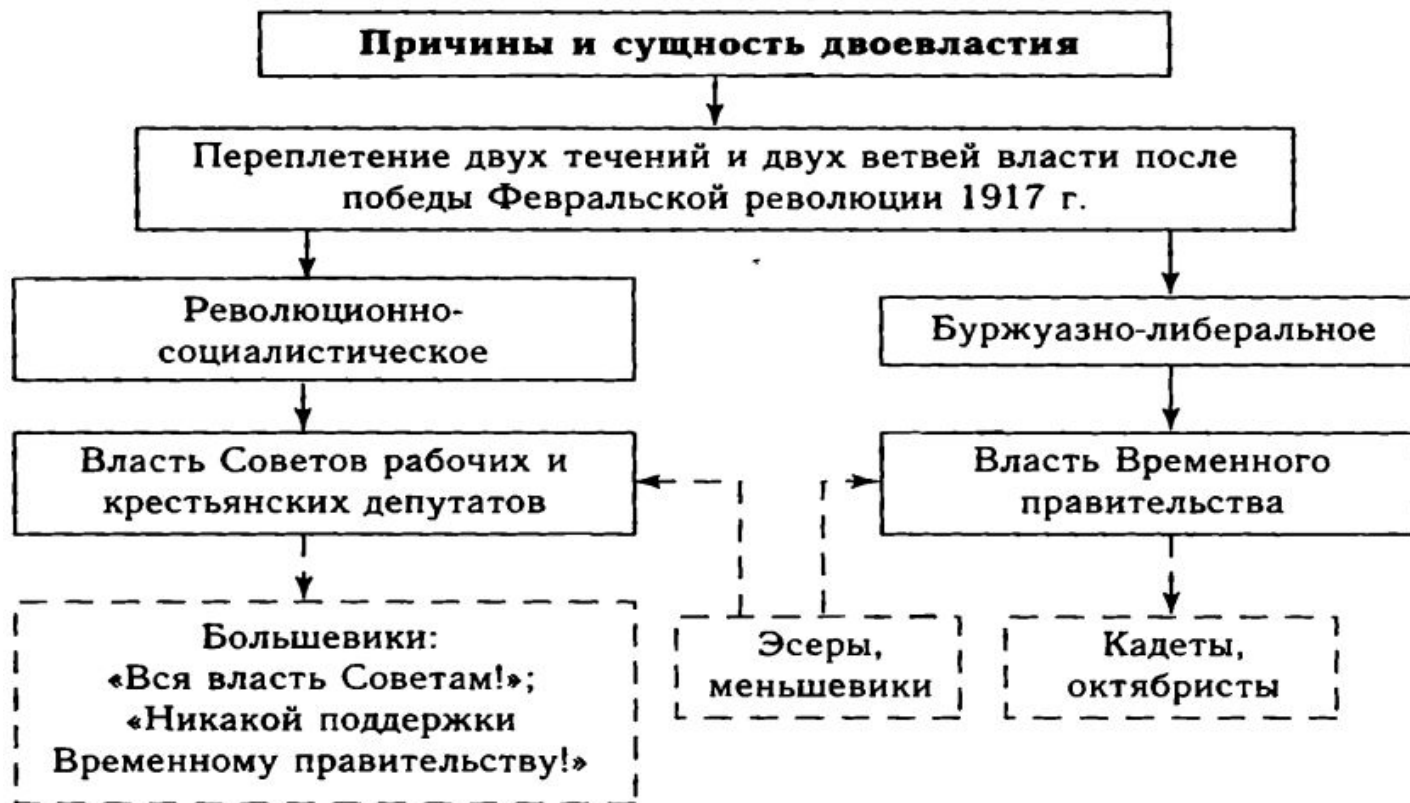 Причины и сущность двоевластия
Переплетение двух течений и двух ветвей власти после
победы Февральской революции 1917 г.
Революционно-
социалистическое
Буржуазно-либеральное
Власть Советов рабочих и
крестьянских депутатов
Власть Временного
правительства
Большевики:
«Вся власть Советам!»;
«Никакой поддержки
Временному правительству!»
Эсеры,
меньшевики
Кадеты,
октябристы